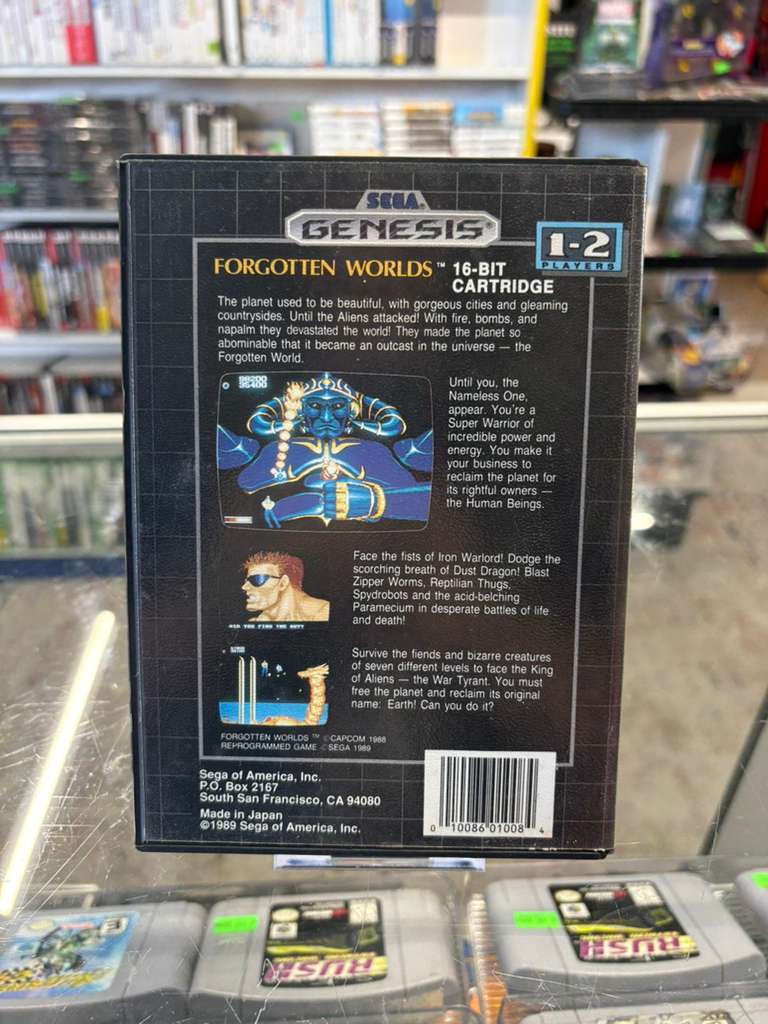 SEGA
GENESIS
1-2
PLAYERS
FORGOTTEN WORLDS™ 16-BIT
CARTRIDGE
The planet used to be beautiful, with gorgeous cities and gleaming
countrysides. Until the Aliens attacked! With fire, bombs, and
napalm they devastated the world! They made the planet so
abominable that it became an outcast in the universe — the
Forgotten World.
Until you, the
Nameless One,
appear. You're a
Super Warrior of
incredible power and
energy. You make it
your business to
reclaim the planet for
its rightful owners —
the Human Beings.
Face the fists of Iron Warlord! Dodge the
scorching breath of Dust Dragon! Blast
Zipper Worms, Reptilian Thugs,
Spydrobots and the acid-belching
Paramecium in desperate battles of life
and death!
DID YOU FIND THE GUY?
Survive the fiends and bizarre creatures
of seven different levels to face the King
of Aliens — the War Tyrant. You must
free the planet and reclaim its original
name: Earth! Can you do it?
FORGOTTEN WORLDS™ ©CAPCOM 1988
REPROGRAMMED GAME ©SEGA 1989
Sega of America, Inc.
P.O. Box 2167
South San Francisco, CA 94080
Made in Japan
©1989 Sega of America, Inc.
0 10086 01008 4
RUSH
RUSH